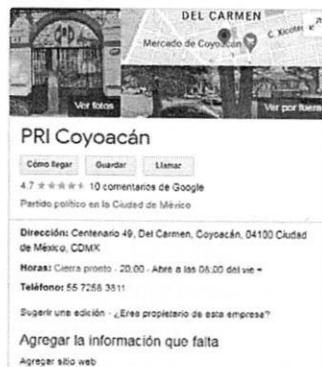 DEL CARMEN
C. Xicoten
Mercado de Coyoacán
Ver fotos
Ver por fuera
PRI Coyoacán
Cómo llegar
Guardar
Llamar
4.7 ★★★★★ 10 comentarios de Google
Partido político en la Ciudad de México
Dirección: Centenario 49, Del Carmen, Coyoacán, 04100 Ciudad
de México, CDMX
Horas: Cierra pronto · 20:00 · Abre a las 08:00 del vie
Teléfono: 55 7258 3811
Sugerir una edición · ¿Eres propietario de esta empresa?
Agregar la información que falta
Agregar sitio web